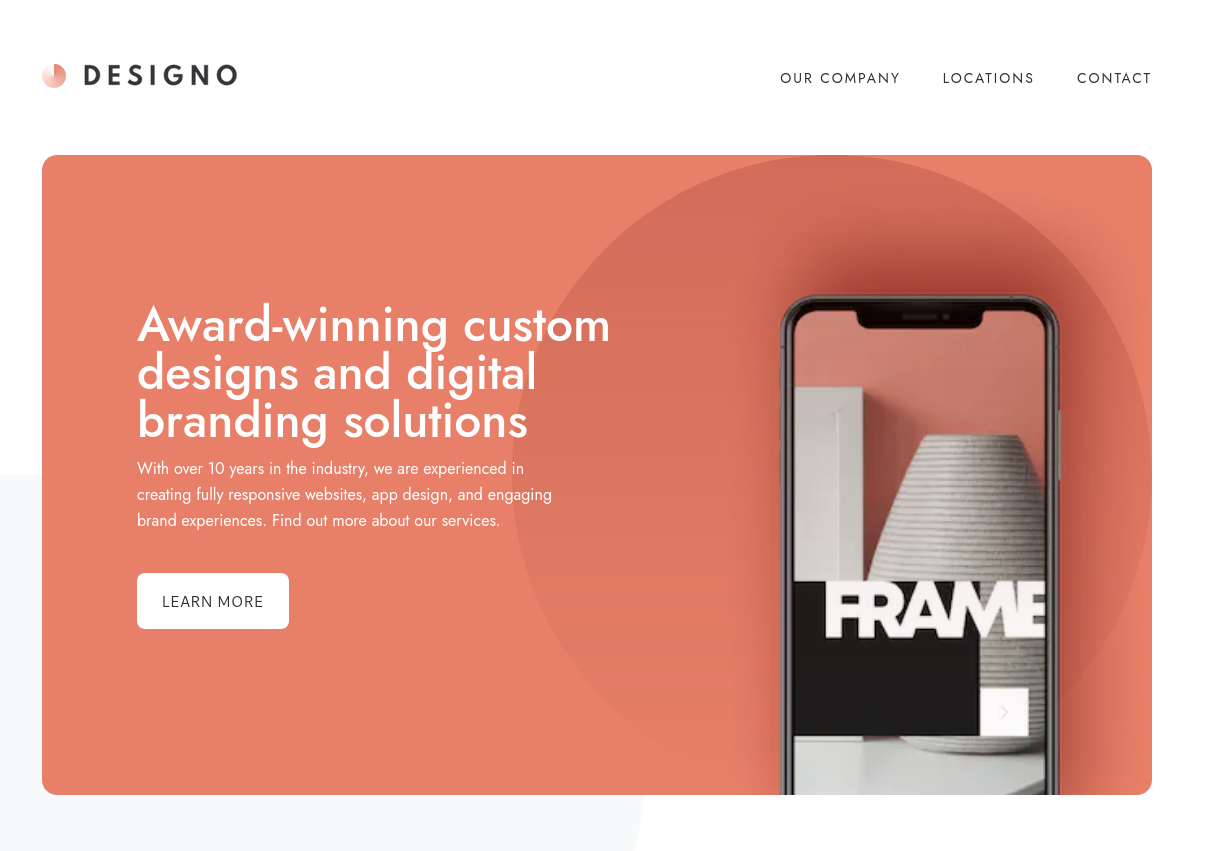 DESIGNO
OUR COMPANY
LOCATIONS
CONTACT
Award-winning custom
designs and digital
branding solutions
With over 10 years in the industry, we are experienced in
creating fully responsive websites, app design, and engaging
brand experiences. Find out more about our services.
LEARN MORE
FRAME